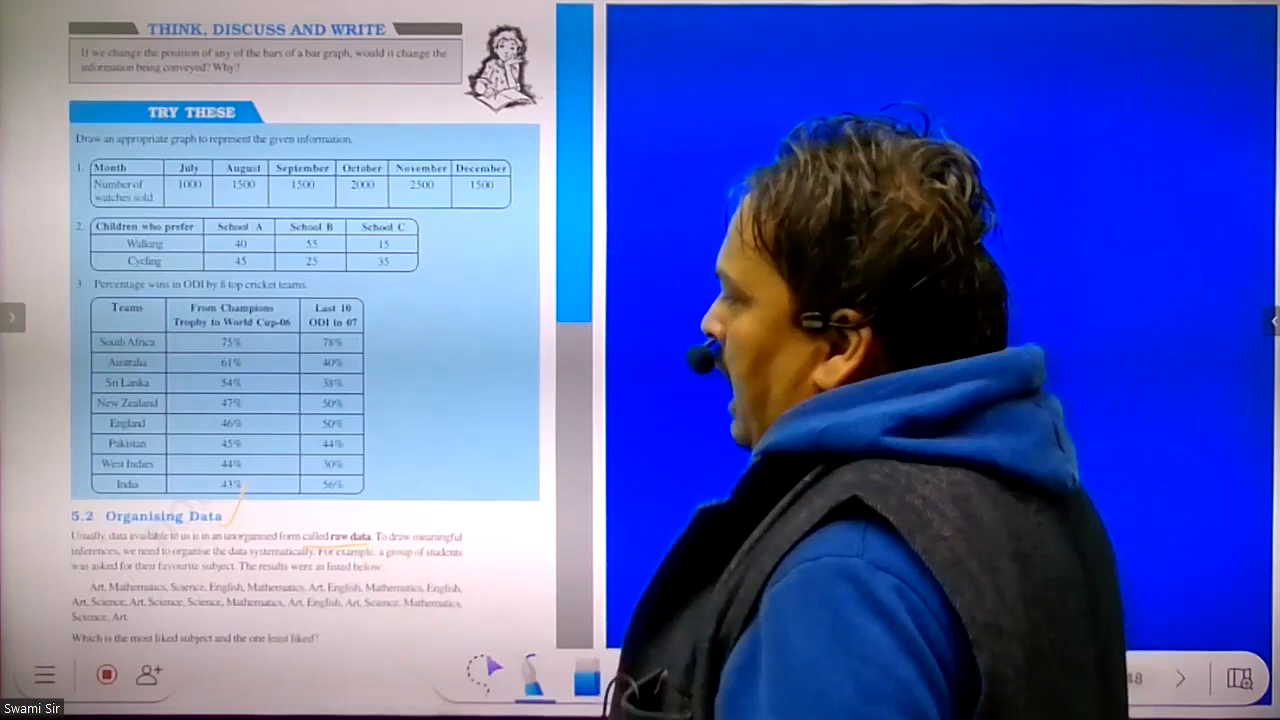 THINK, DISCUSS AND WRITE
If we change the position of any of the bars of a bar graph, would it change the
information being conveyed? Why?
TRY THESE
Draw an appropriate graph to represent the given information.
1. Month July August September October November December
Number of watches sold 1000 1500 1500 2000 2500 1500
2. Children who prefer School A School B School C
Walking 40 55 15
Cycling 45 25 35
3. Percentage wins in ODI by 8 top cricket teams.
Teams From Champions Trophy to World Cup-06 Last 10 ODI in 07
South Africa 75% 78%
Australia 61% 40%
Sri Lanka 54% 38%
New Zealand 47% 50%
England 46% 50%
Pakistan 45% 44%
West Indies 44% 30%
India 43% 56%
5.2 Organising Data
Usually, data available to us is in an unorganised form called raw data. To draw meaningful
inferences, we need to organise the data systematically. For example, a group of students
was asked for their favourite subject. The results were as listed below:
Art, Mathematics, Science, English, Mathematics, Art, English, Mathematics, English,
Art, Science, Art, Science, Science, Mathematics, Art, English, Art, Science, Mathematics,
Science, Art.
Which is the most liked subject and the one least liked?
Swami Sir